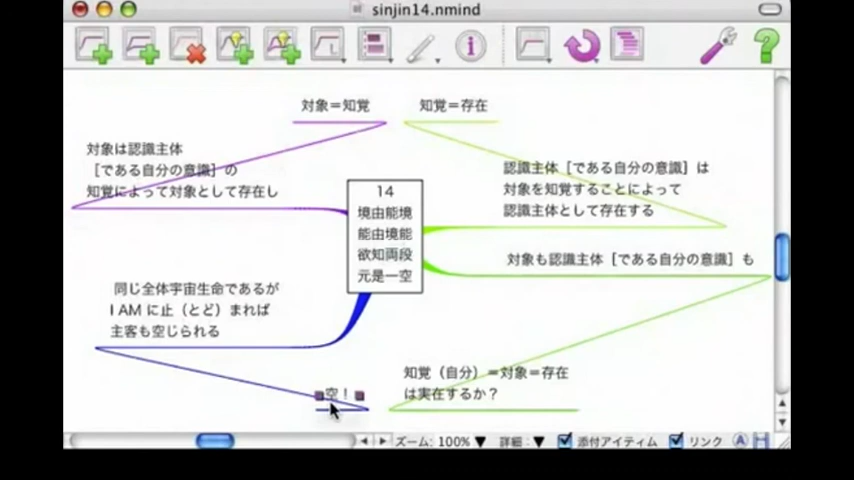 sinjin14.nmind
対象＝知覚
知覚＝存在
対象は認識主体
［である自分の意識］の
知覚によって対象として存在し
認識主体［である自分の意識］は
対象を知覚することによって
認識主体として存在する
14
境由能境
能由境能
欲知両段
元是一空
対象も認識主体［である自分の意識］も
同じ全体宇宙生命であるが
I AM に止（とど）まれば
主客も空じられる
知覚（自分）＝対象＝存在
は実在するか？
空！
ズーム: 100% ▼ 詳細: ▼ 添付アイティム リンク A